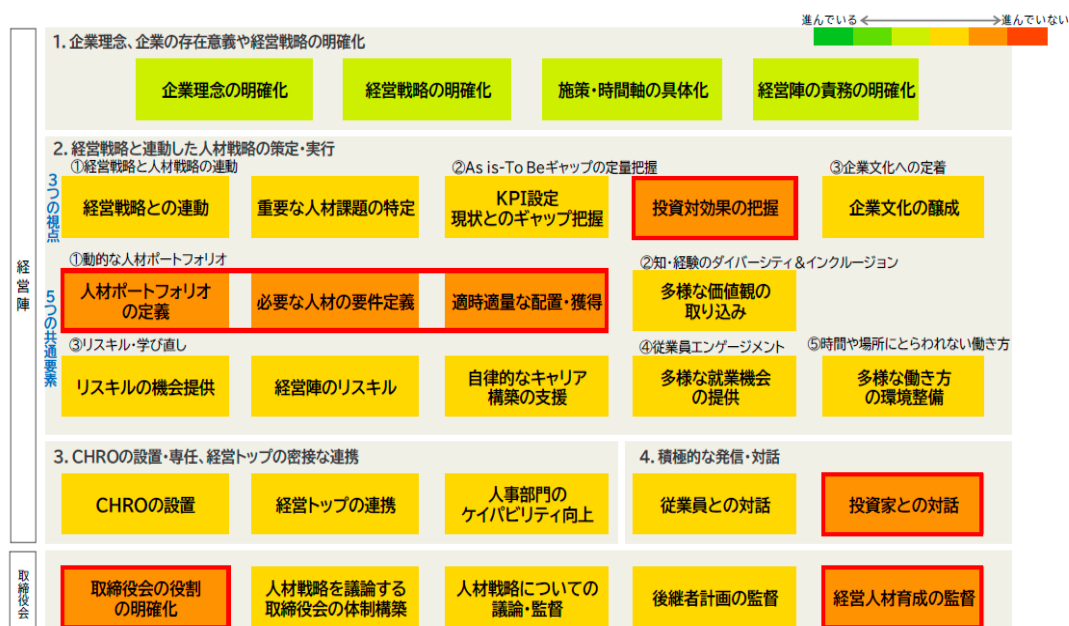 進んでいる
進んでいない
経営陣
1. 企業理念、企業の存在意義や経営戦略の明確化
企業理念の明確化
経営戦略の明確化
施策・時間軸の具体化
経営陣の責務の明確化
2. 経営戦略と連動した人材戦略の策定・実行
3つの視点
①経営戦略と人材戦略の連動
②As is-To Beギャップの定量把握
③企業文化への定着
経営戦略との連動
重要な人材課題の特定
KPI設定
現状とのギャップ把握
投資対効果の把握
企業文化の醸成
5つの共通要素
①動的な人材ポートフォリオ
②知・経験のダイバーシティ&インクルージョン
人材ポートフォリオ
の定義
必要な人材の要件定義
適時適量な配置・獲得
多様な価値観の
取り込み
③リスキル・学び直し
④従業員エンゲージメント
⑤時間や場所にとらわれない働き方
リスキルの機会提供
経営陣のリスキル
自律的なキャリア
構築の支援
多様な就業機会
の提供
多様な働き方
の環境整備
3. CHROの設置・専任、経営トップの密接な連携
4. 積極的な発信・対話
CHROの設置
経営トップの連携
人事部門の
ケイパビリティ向上
従業員との対話
投資家との対話
取締役会
取締役会の役割
の明確化
人材戦略を議論する
取締役会の体制構築
人材戦略についての
議論・監督
後継者計画の監督
経営人材育成の監督